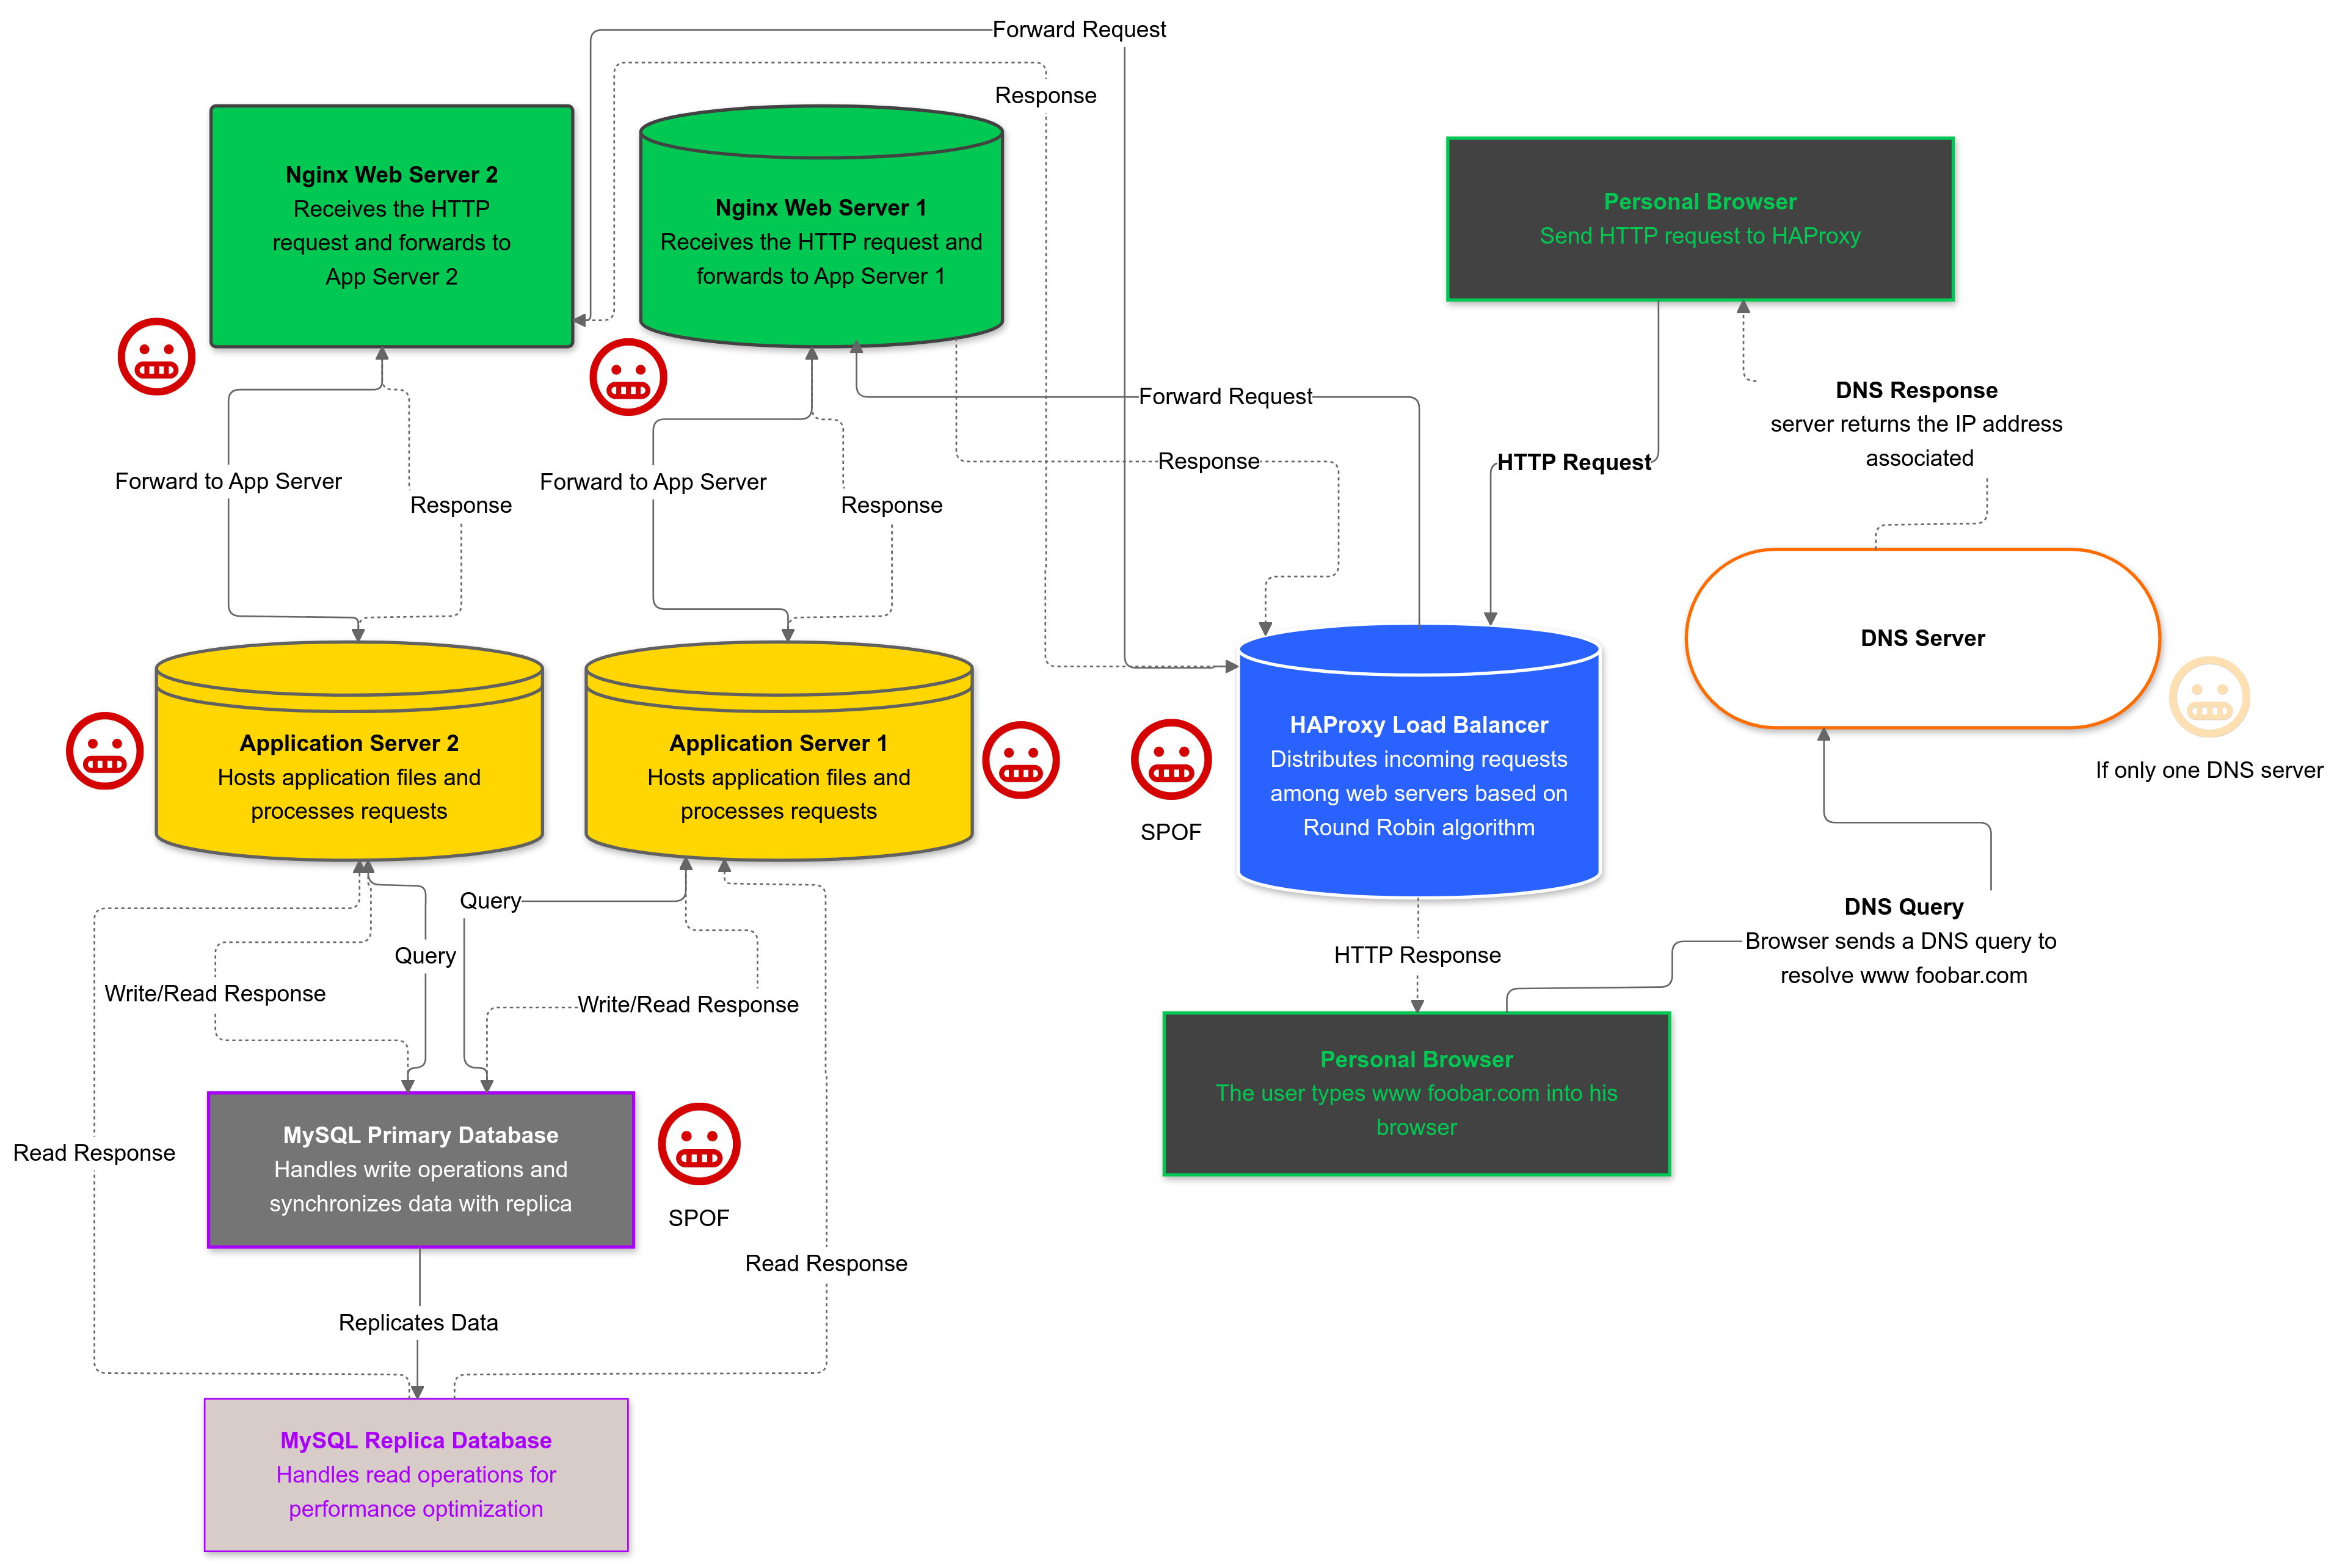 Forward Request
Response
Nginx Web Server 2
Receives the HTTP
request and forwards to
App Server 2
Nginx Web Server 1
Receives the HTTP request and
forwards to App Server 1
Personal Browser
Send HTTP request to HAProxy
Forward Request
Response
HTTP Request
DNS Response
server returns the IP address
associated
Forward to App Server
Response
Forward to App Server
Response
DNS Server
If only one DNS server
Application Server 2
Hosts application files and
processes requests
Application Server 1
Hosts application files and
processes requests
SPOF
HAProxy Load Balancer
Distributes incoming requests
among web servers based on
Round Robin algorithm
Query
Query
Write/Read Response
Write/Read Response
HTTP Response
DNS Query
Browser sends a DNS query to
resolve www foobar.com
Personal Browser
The user types www foobar.com into his
browser
Read Response
MySQL Primary Database
Handles write operations and
synchronizes data with replica
SPOF
Read Response
Replicates Data
MySQL Replica Database
Handles read operations for
performance optimization